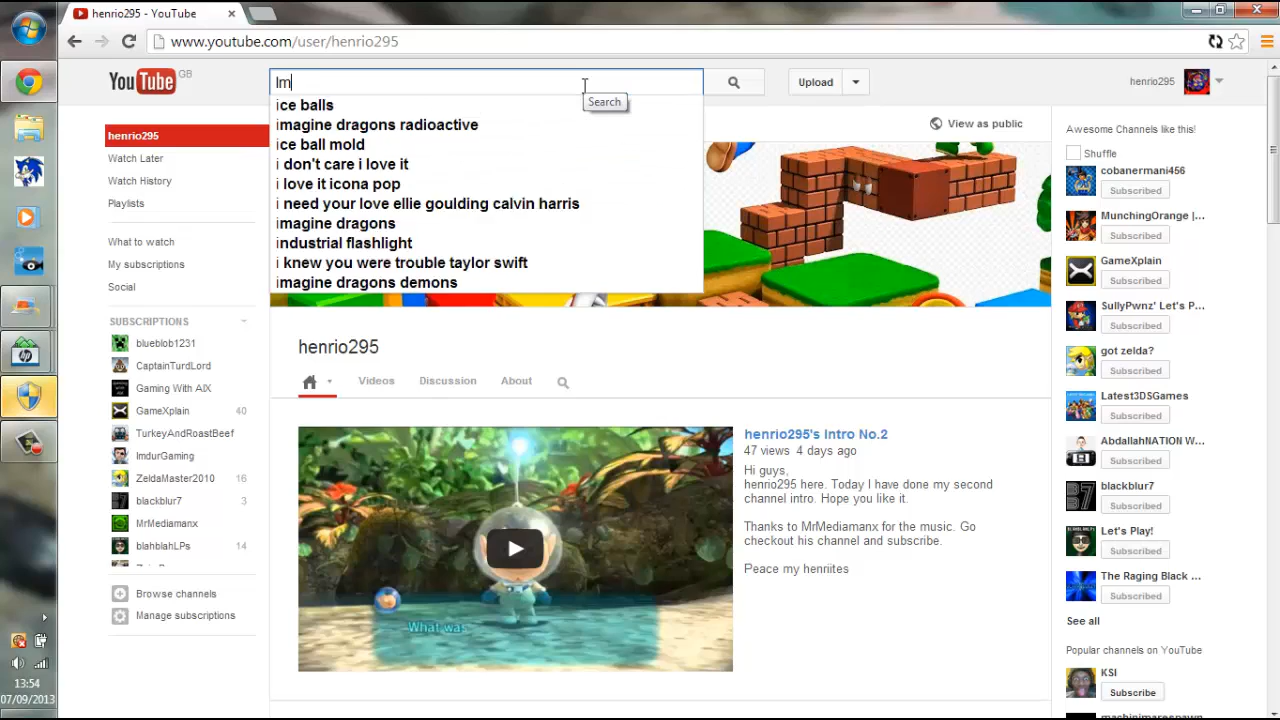 henrio295 - YouTube
www.youtube.com/user/henrio295
YouTube GB
Im
Upload
henrio295
Search
ice balls
imagine dragons radioactive
ice ball mold
i don't care i love it
i love it icona pop
i need your love ellie goulding calvin harris
imagine dragons
industrial flashlight
i knew you were trouble taylor swift
imagine dragons demons
henrio295
Watch Later
Watch History
Playlists
What to watch
My subscriptions
Social
SUBSCRIPTIONS
blueblob1231
CaptainTurdLord
Gaming With AIX
GameXplain 40
TurkeyAndRoastBeef
ImdurGaming
ZeldaMaster2010 16
blackblur7 3
MrMediamanx
blahblahLPs 14
Browse channels
Manage subscriptions
View as public
henrio295
Videos
Discussion
About
What was
henrio295's Intro No.2
47 views 4 days ago
Hi guys,
henrio295 here. Today I have done my second
channel intro. Hope you like it.
Thanks to MrMediamanx for the music. Go
checkout his channel and subscribe.
Peace my henriites
Awesome Channels like this!
Shuffle
cobanermani456
Subscribed
MunchingOrange |...
Subscribed
GameXplain
Subscribed
SullyPwnz' Let's P...
Subscribed
got zelda?
Subscribed
Latest3DSGames
Subscribed
AbdallahNATION W...
Subscribed
blackblur7
Subscribed
Let's Play!
Subscribed
The Raging Black ...
Subscribed
See all
Popular channels on YouTube
KSI
Subscribe
13:54
07/09/2013